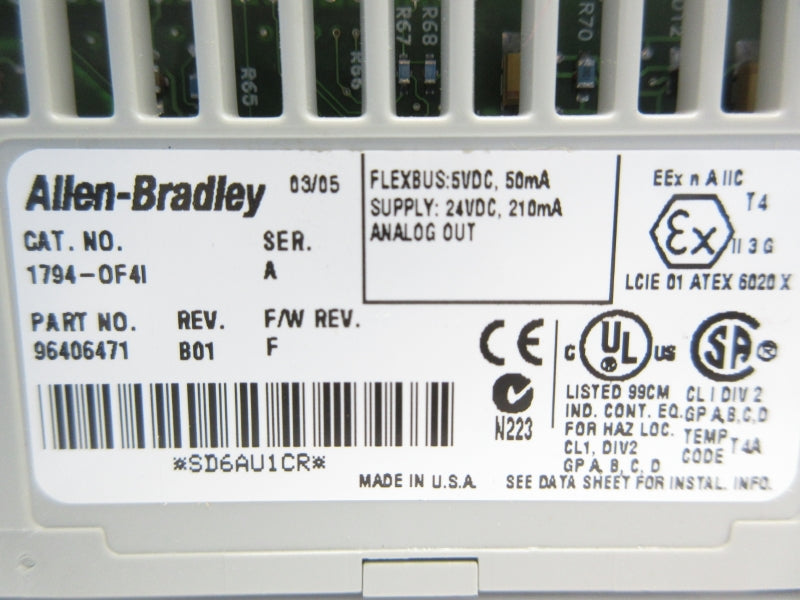 R65
R66
R67
R68
R70
D12
Allen-Bradley 03/05
CAT. NO. SER.
1794-OF4I A
PART NO. REV. F/W REV.
96406471 B01 F
*SD6AU1CR*
FLEXBUS:5VDC, 50mA
SUPPLY: 24VDC, 210mA
ANALOG OUT
EEx n A IIC
T4
Ex II 3 G
LCIE 01 ATEX 6020 X
CE
N223
C UL US
LISTED 99CM
IND. CONT. EQ.
FOR HAZ LOC.
CL1, DIV2
GP A, B, C, D
SA ®
CL I DIV 2
GP A,B,C,D
TEMP
CODE T4A
MADE IN U.S.A. SEE DATA SHEET FOR INSTAL. INFO.